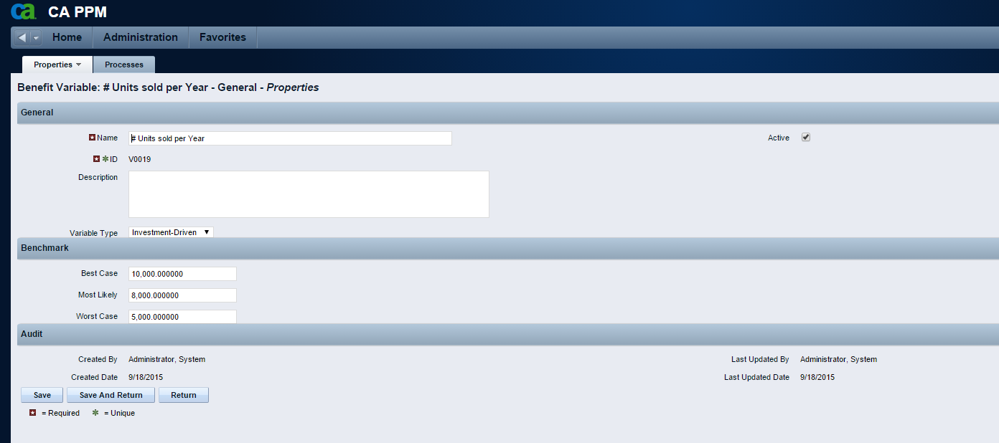 ca CA PPM
Home Administration Favorites
Properties Processes
Benefit Variable: # Units sold per Year - General - Properties
General
Name # Units sold per Year Active
ID V0019
Description
Variable Type Investment-Driven
Benchmark
Best Case 10,000.000000
Most Likely 8,000.000000
Worst Case 5,000.000000
Audit
Created By Administrator, System Last Updated By Administrator, System
Created Date 9/18/2015 Last Updated Date 9/18/2015
Save Save And Return Return
= Required = Unique